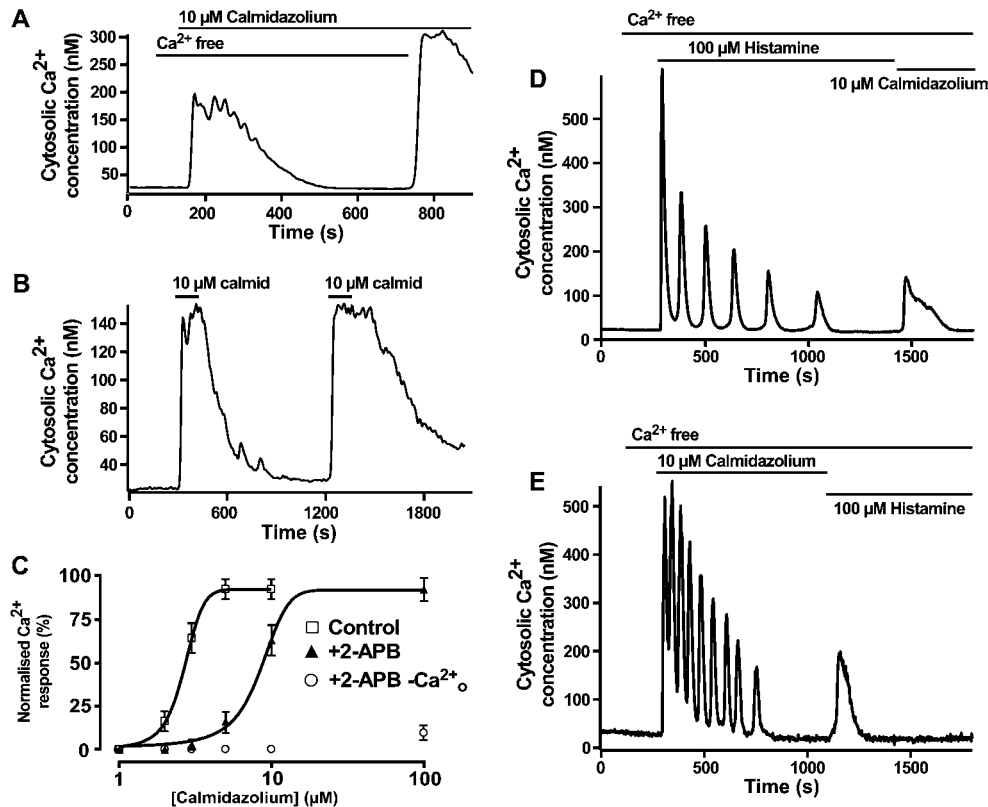 A
10 µM Calmidazolium
Ca2+ free
Cytosolic Ca2+
concentration (nM)
300
250
200
150
100
50
0 200 400 600 800
Time (s)
B
10 µM calmid 10 µM calmid
Cytosolic Ca2+
concentration (nM)
140
120
100
80
60
40
0 600 1200 1800
Time (s)
C
Normalised Ca2+
response (%)
100
75
50
25
0
Control
+2-APB
+2-APB -Ca2+o
1 10 100
[Calmidazolium] (µM)
D
Ca2+ free
100 µM Histamine
10 µM Calmidazolium
Cytosolic Ca2+
concentration (nM)
500
400
300
200
100
0
0 500 1000 1500
Time (s)
E
Ca2+ free
10 µM Calmidazolium
100 µM Histamine
Cytosolic Ca2+
concentration (nM)
500
400
300
200
100
0
0 500 1000 1500
Time (s)